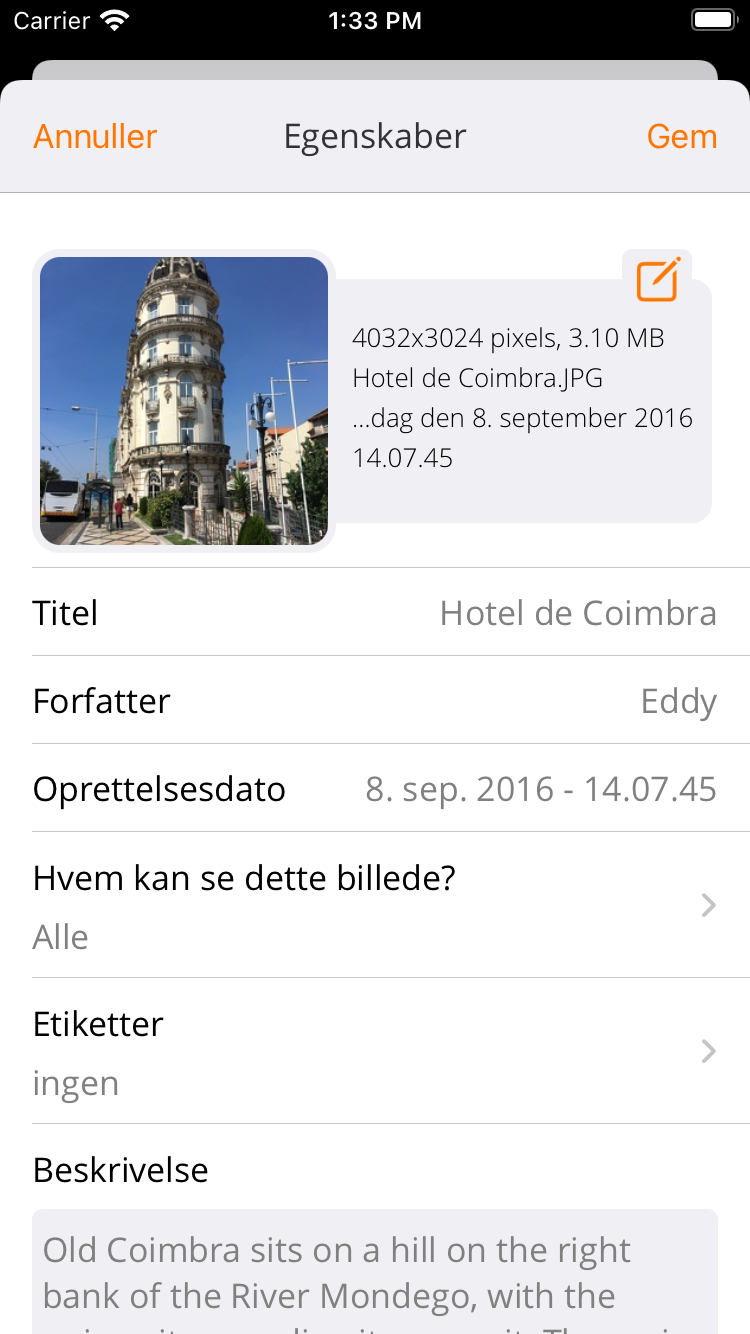 Carrier 1:33 PM
Annuller Egenskaber Gem
4032x3024 pixels, 3.10 MB
Hotel de Coimbra.JPG
...dag den 8. september 2016
14.07.45
Titel Hotel de Coimbra
Forfatter Eddy
Oprettelsesdato 8. sep. 2016 - 14.07.45
Hvem kan se dette billede?
Alle
Etiketter
ingen
Beskrivelse
Old Coimbra sits on a hill on the right
bank of the River Mondego, with the